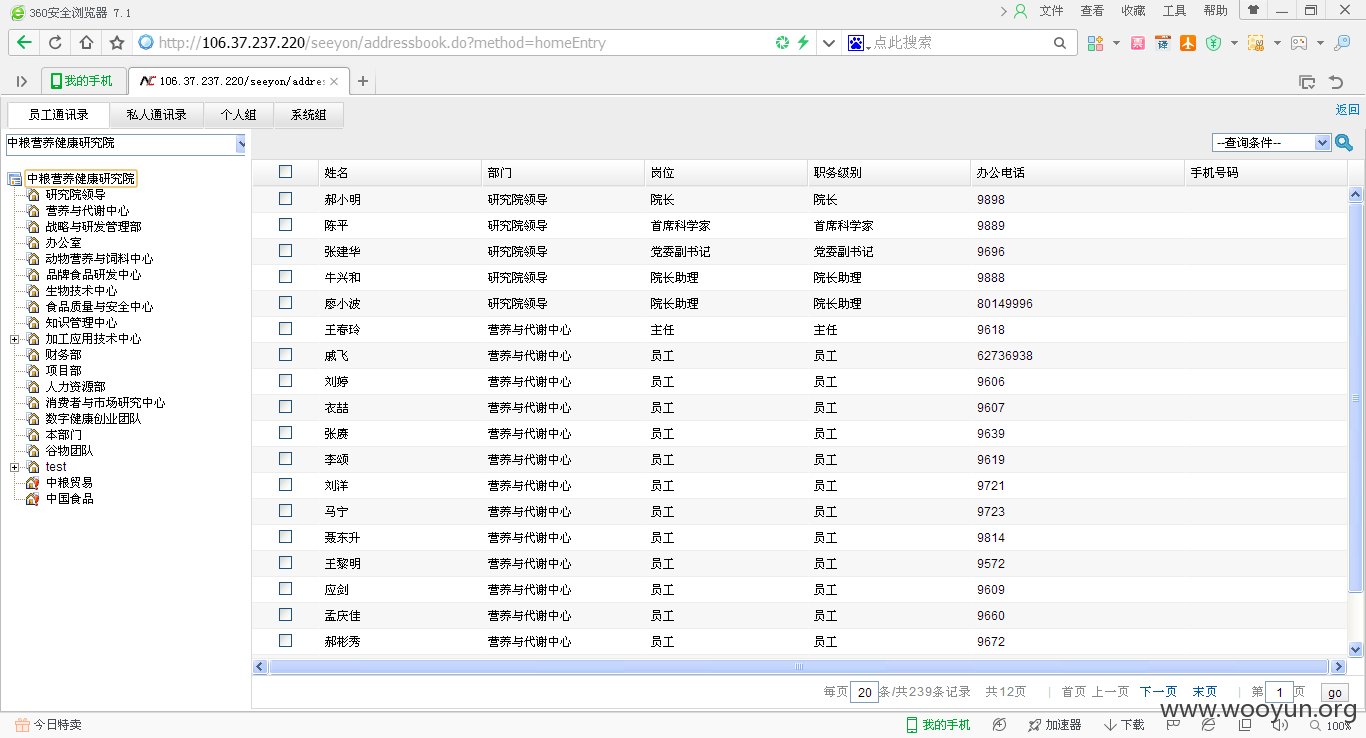 360安全浏览器 7.1
文件 查看 收藏 工具 帮助
http://106.37.237.220/seeyon/addressbook.do?method=homeEntry
点此搜索
我的手机
106.37.237.220/seeyon/addre
员工通讯录 私人通讯录 个人组 系统组
返回
中粮营养健康研究院
--查询条件--
中粮营养健康研究院
研究院领导
营养与代谢中心
战略与研发管理部
办公室
动物营养与饲料中心
品牌食品研发中心
生物技术中心
食品质量与安全中心
知识管理中心
加工应用技术中心
财务部
项目部
人力资源部
消费者与市场研究中心
数字健康创业团队
本部门
谷物团队
test
中粮贸易
中国食品
姓名 部门 岗位 职务级别 办公电话 手机号码
郝小明 研究院领导 院长 院长 9898
陈平 研究院领导 首席科学家 首席科学家 9889
张建华 研究院领导 党委副书记 党委副书记 9696
牛兴和 研究院领导 院长助理 院长助理 9888
廖小波 研究院领导 院长助理 院长助理 80149996
王春玲 营养与代谢中心 主任 主任 9618
戚飞 营养与代谢中心 员工 员工 62736938
刘婷 营养与代谢中心 员工 员工 9606
衣喆 营养与代谢中心 员工 员工 9607
张赓 营养与代谢中心 员工 员工 9639
李颂 营养与代谢中心 员工 员工 9619
刘洋 营养与代谢中心 员工 员工 9721
马宁 营养与代谢中心 员工 员工 9723
聂东升 营养与代谢中心 员工 员工 9814
王黎明 营养与代谢中心 员工 员工 9572
应剑 营养与代谢中心 员工 员工 9609
孟庆佳 营养与代谢中心 员工 员工 9660
郝彬秀 营养与代谢中心 员工 员工 9672
每页 20 条/共239条记录 共12页 | 首页 上一页 下一页 末页 | 第 1 页 go
www.wooyun.org
今日特卖
我的手机 加速器 下载 100%